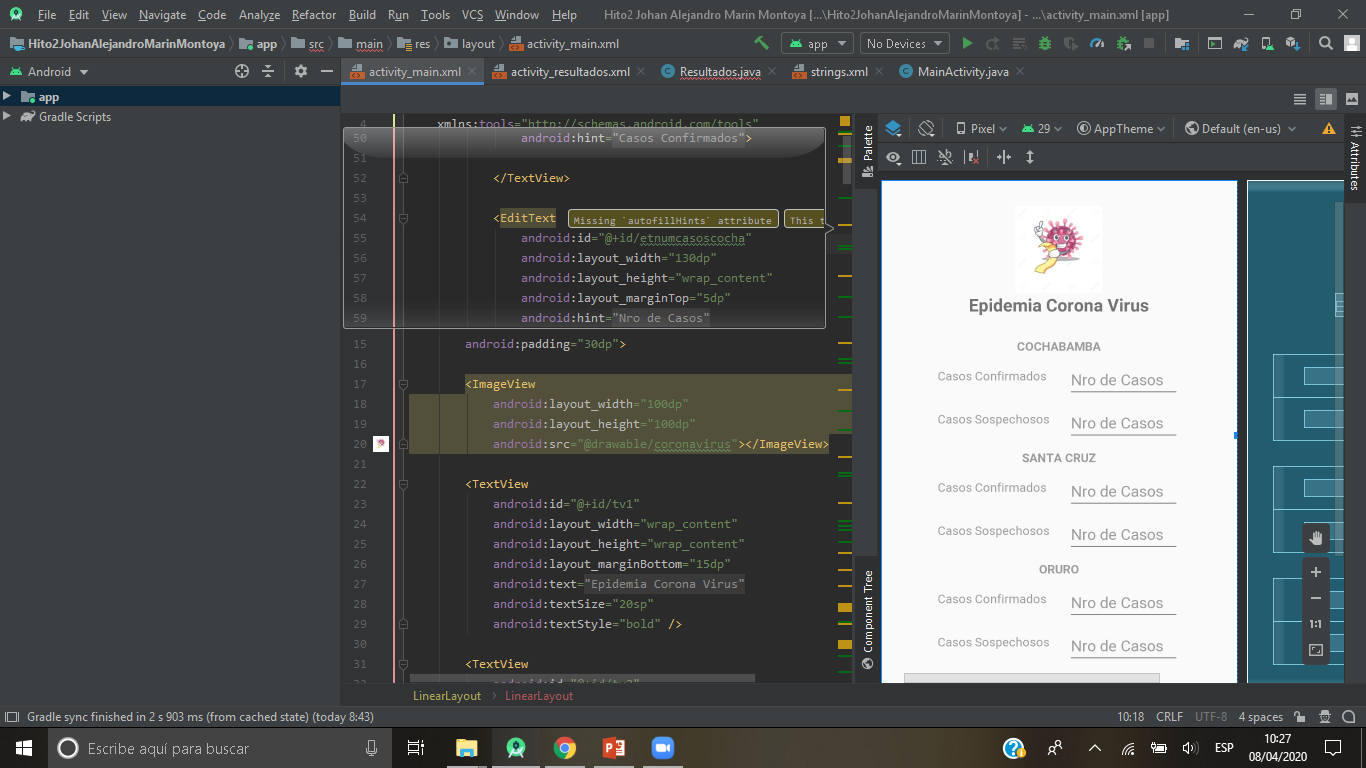 File Edit View Navigate Code Analyze Refactor Build Run Tools VCS Window Help Hito2 Johan Alejandro Marin Montoya [...\Hito2JohanAlejandroMarinMontoya] - ...\activity_main.xml [app]
Hito2JohanAlejandroMarinMontoya app src main res layout activity_main.xml app No Devices
Android activity_main.xml activity_resultados.xml Resultados.java strings.xml MainActivity.java
app
Gradle Scripts
4 xmlns:tools="http://schemas.android.com/tools"
50 android:hint="Casos Confirmados">
51
52 </TextView>
53
54 <EditText Missing `autofillHints` attribute This t
55 android:id="@+id/etnumcasoscocha"
56 android:layout_width="130dp"
57 android:layout_height="wrap_content"
58 android:layout_marginTop="5dp"
59 android:hint="Nro de Casos"
15 android:padding="30dp">
16
17 <ImageView
18 android:layout_width="100dp"
19 android:layout_height="100dp"
20 android:src="@drawable/coronavirus"></ImageView>
21
22 <TextView
23 android:id="@+id/tv1"
24 android:layout_width="wrap_content"
25 android:layout_height="wrap_content"
26 android:layout_marginBottom="15dp"
27 android:text="Epidemia Corona Virus"
28 android:textSize="20sp"
29 android:textStyle="bold" />
30
31 <TextView
32 android:id="@+id/tv2"
Palette
Component Tree
Pixel 29 AppTheme Default (en-us)
Attributes
Epidemia Corona Virus
COCHABAMBA
Casos Confirmados Nro de Casos
Casos Sospechosos Nro de Casos
SANTA CRUZ
Casos Confirmados Nro de Casos
Casos Sospechosos Nro de Casos
ORURO
Casos Confirmados Nro de Casos
Casos Sospechosos Nro de Casos
1:1
LinearLayout LinearLayout
Gradle sync finished in 2 s 903 ms (from cached state) (today 8:43) 10:18 CRLF UTF-8 4 spaces
Escribe aquí para buscar ESP 10:27
08/04/2020